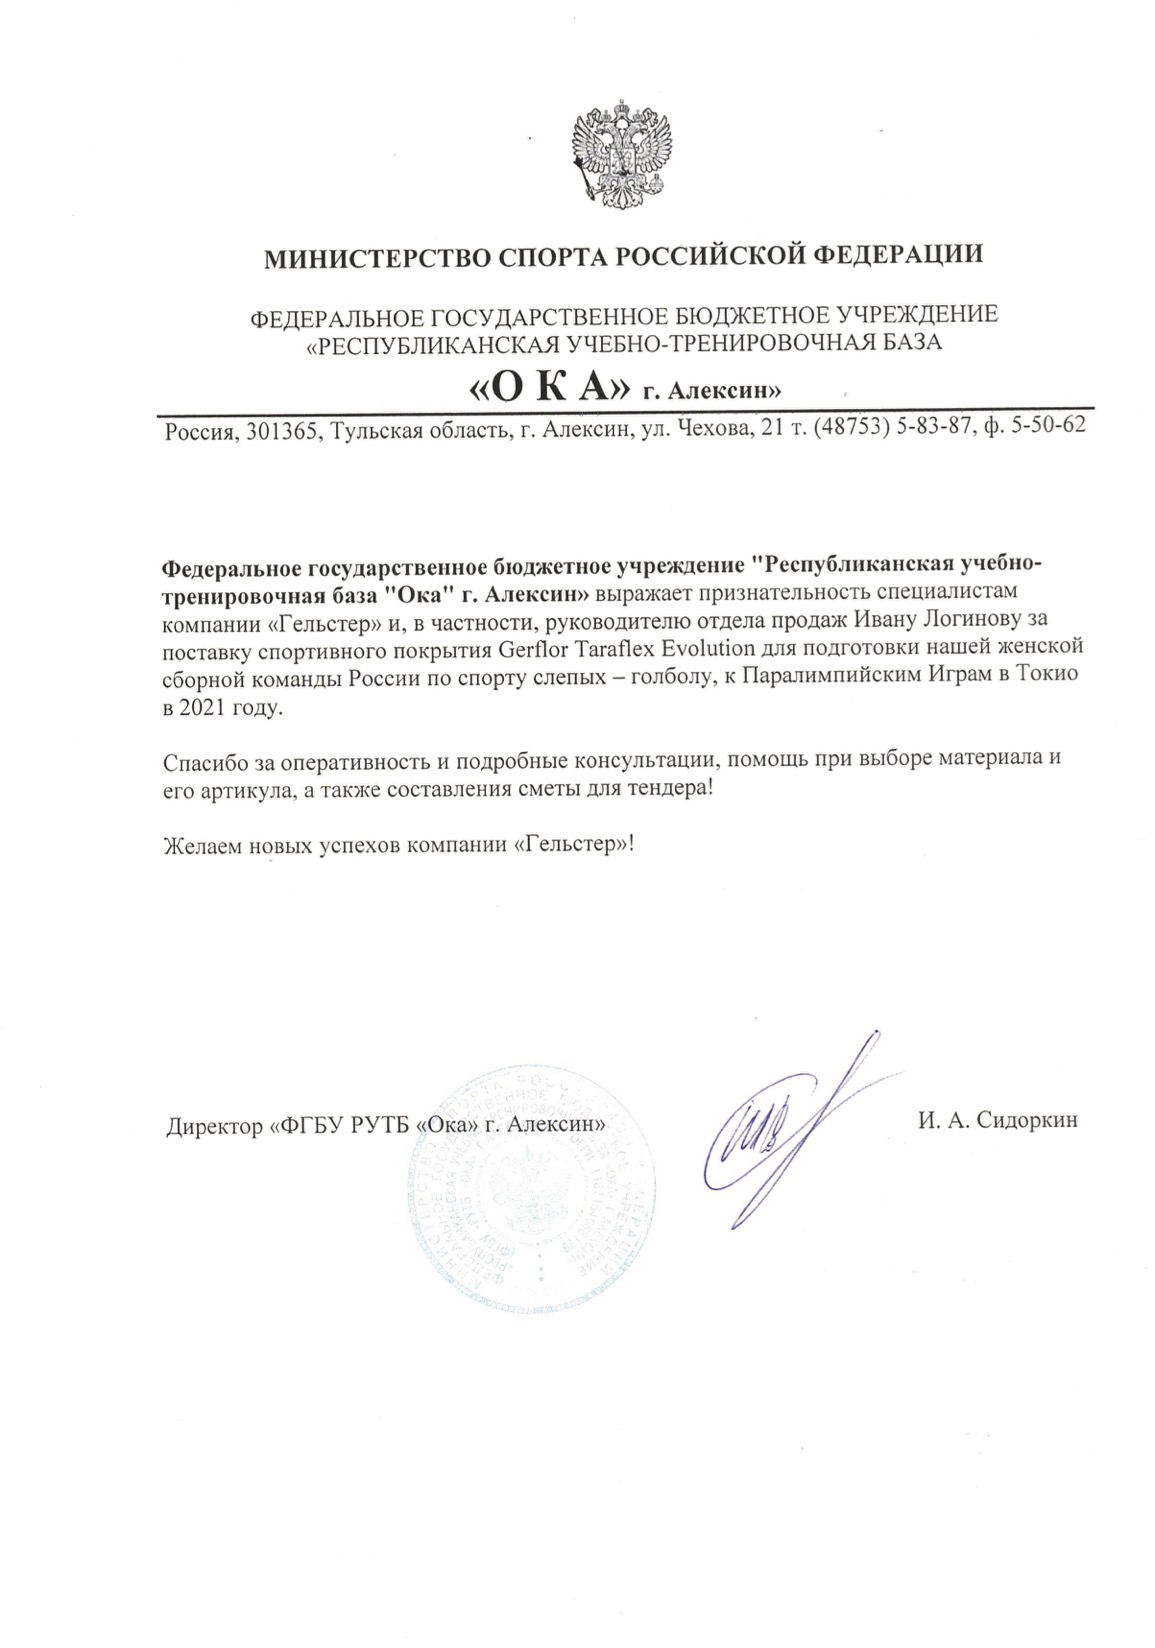 МИНИСТЕРСТВО СПОРТА РОССИЙСКОЙ ФЕДЕРАЦИИ
ФЕДЕРАЛЬНОЕ ГОСУДАРСТВЕННОЕ БЮДЖЕТНОЕ УЧРЕЖДЕНИЕ
«РЕСПУБЛИКАНСКАЯ УЧЕБНО-ТРЕНИРОВОЧНАЯ БАЗА
«О К А» г. Алексин»
Россия, 301365, Тульская область, г. Алексин, ул. Чехова, 21 т. (48753) 5-83-87, ф. 5-50-62
Федеральное государственное бюджетное учреждение "Республиканская учебно-
тренировочная база "Ока" г. Алексин» выражает признательность специалистам
компании «Гельстер» и, в частности, руководителю отдела продаж Ивану Логинову за
поставку спортивного покрытия Gerflor Taraflex Evolution для подготовки нашей женской
сборной команды России по спорту слепых – голболу, к Паралимпийским Играм в Токио
в 2021 году.
Спасибо за оперативность и подробные консультации, помощь при выборе материала и
его артикула, а также составления сметы для тендера!
Желаем новых успехов компании «Гельстер»!
Директор «ФГБУ РУТБ «Ока» г. Алексин»
И. А. Сидоркин